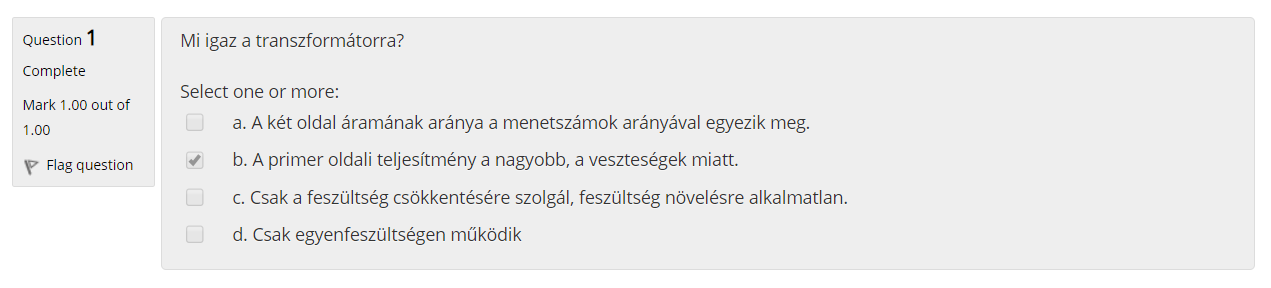 Question 1
Complete
Mark 1.00 out of
1.00
Flag question
Mi igaz a transzformátorra?
Select one or more:
a. A két oldal áramának aránya a menetszámok arányával egyezik meg.
b. A primer oldali teljesítmény a nagyobb, a veszteségek miatt.
c. Csak a feszültség csökkentésére szolgál, feszültség növelésre alkalmatlan.
d. Csak egyenfeszültségen működik